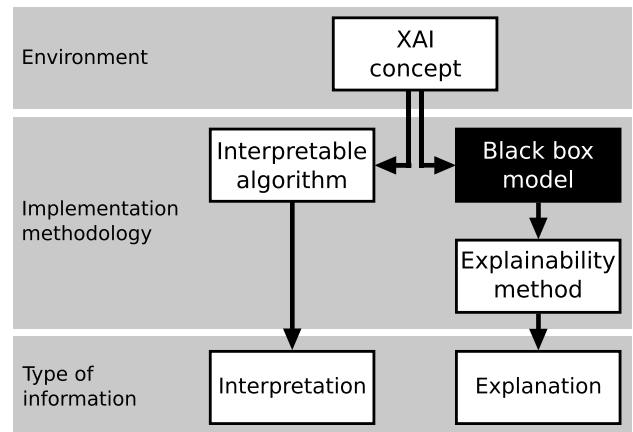 Environment
XAI
concept
Implementation
methodology
Interpretable
algorithm
Black box
model
Explainability
method
Type of
information
Interpretation
Explanation